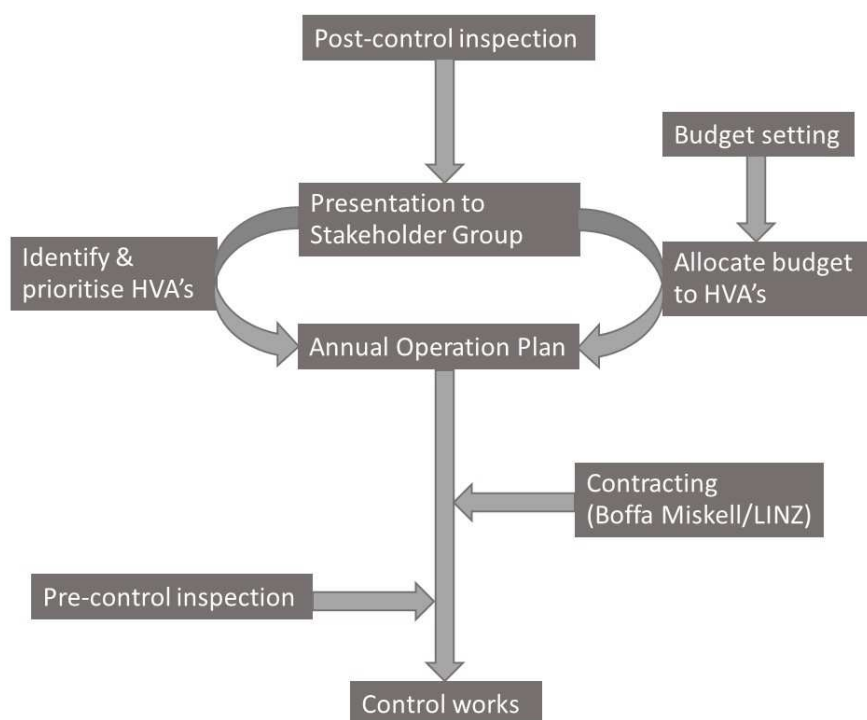 Post-control inspection
Budget setting
Presentation to
Stakeholder Group
Identify &
prioritise HVA's
Allocate budget
to HVA's
Annual Operation Plan
Contracting
(Boffa Miskell/LINZ)
Pre-control inspection
Control works